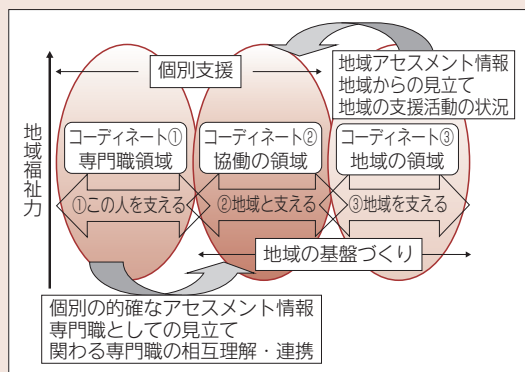 個別支援
地域アセスメント情報
地域からの見立て
地域の支援活動の状況
地域福祉力
コーディネート①
専門職領域
コーディネート②
協働の領域
コーディネート③
地域の領域
①この人を支える
②地域と支える
③地域を支える
地域の基盤づくり
個別の的確なアセスメント情報
専門職としての見立て
関わる専門職の相互理解・連携